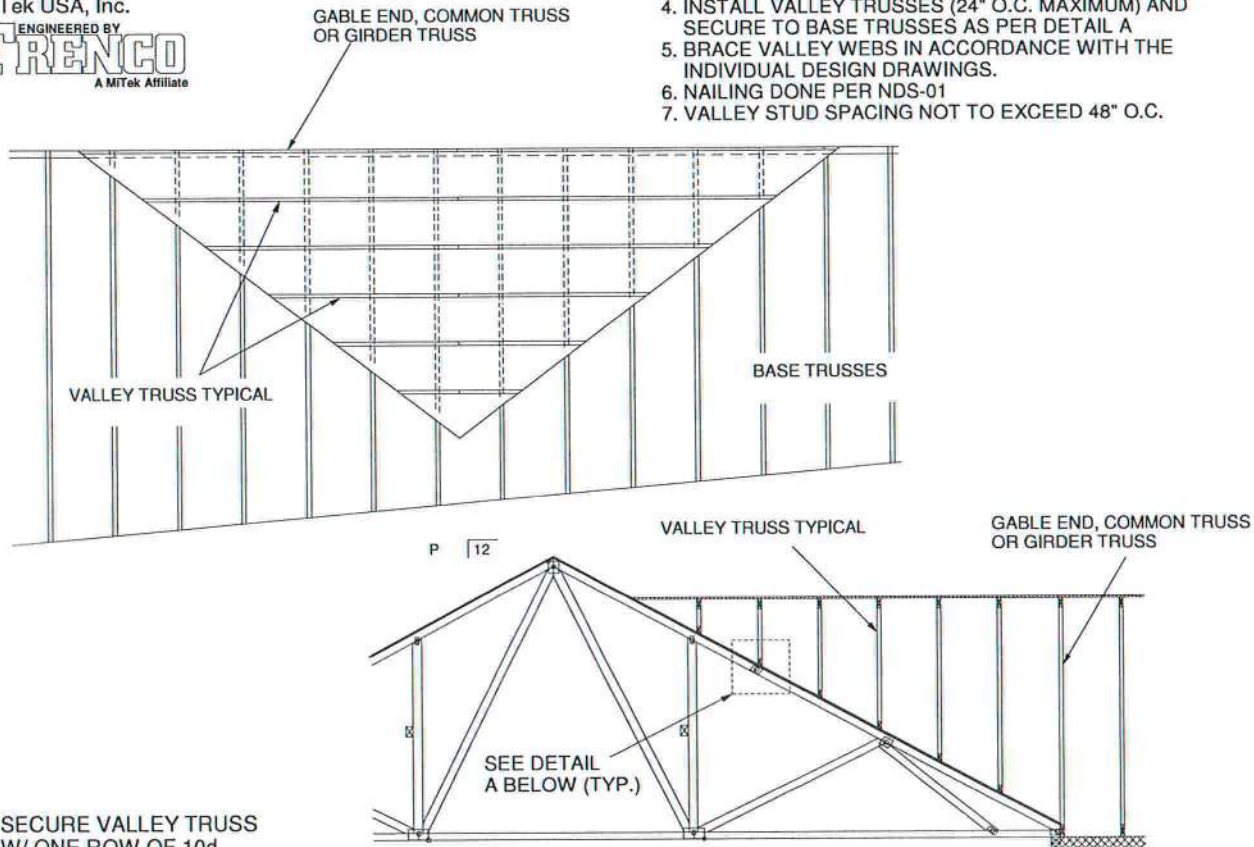 Tek USA, Inc.
ENGINEERED BY
TRENCO
A MiTek Affiliate
GABLE END, COMMON TRUSS
OR GIRDER TRUSS
4. INSTALL VALLEY TRUSSES (24" O.C. MAXIMUM) AND
SECURE TO BASE TRUSSES AS PER DETAIL A
5. BRACE VALLEY WEBS IN ACCORDANCE WITH THE
INDIVIDUAL DESIGN DRAWINGS.
6. NAILING DONE PER NDS-01
7. VALLEY STUD SPACING NOT TO EXCEED 48" O.C.
VALLEY TRUSS TYPICAL
BASE TRUSSES
P 12
VALLEY TRUSS TYPICAL
GABLE END, COMMON TRUSS
OR GIRDER TRUSS
SEE DETAIL
A BELOW (TYP.)
SECURE VALLEY TRUSS
W/ ONE ROW OF 10d